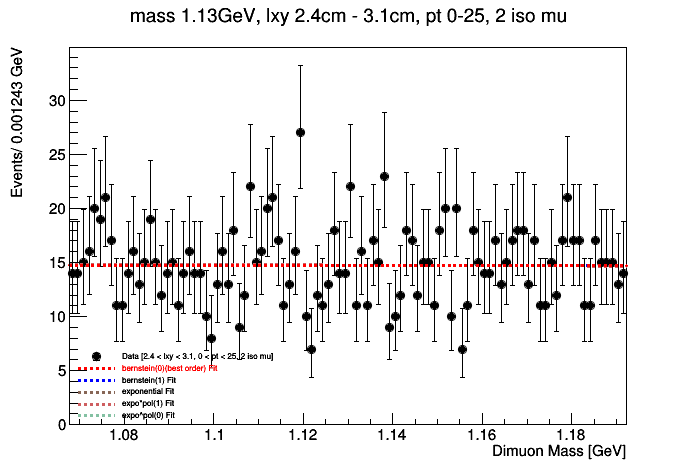 mass 1.13GeV, lxy 2.4cm - 3.1cm, pt 0-25, 2 iso mu
Events/ 0.001243 GeV
30
25
20
15
10
5
0
Data [2.4 < lxy < 3.1, 0 < pt < 25, 2 iso mu]
bernstein(0)(best order) Fit
bernstein(1) Fit
exponential Fit
expo*pol(1) Fit
expo*pol(0) Fit
1.08 1.1 1.12 1.14 1.16 1.18
Dimuon Mass [GeV]